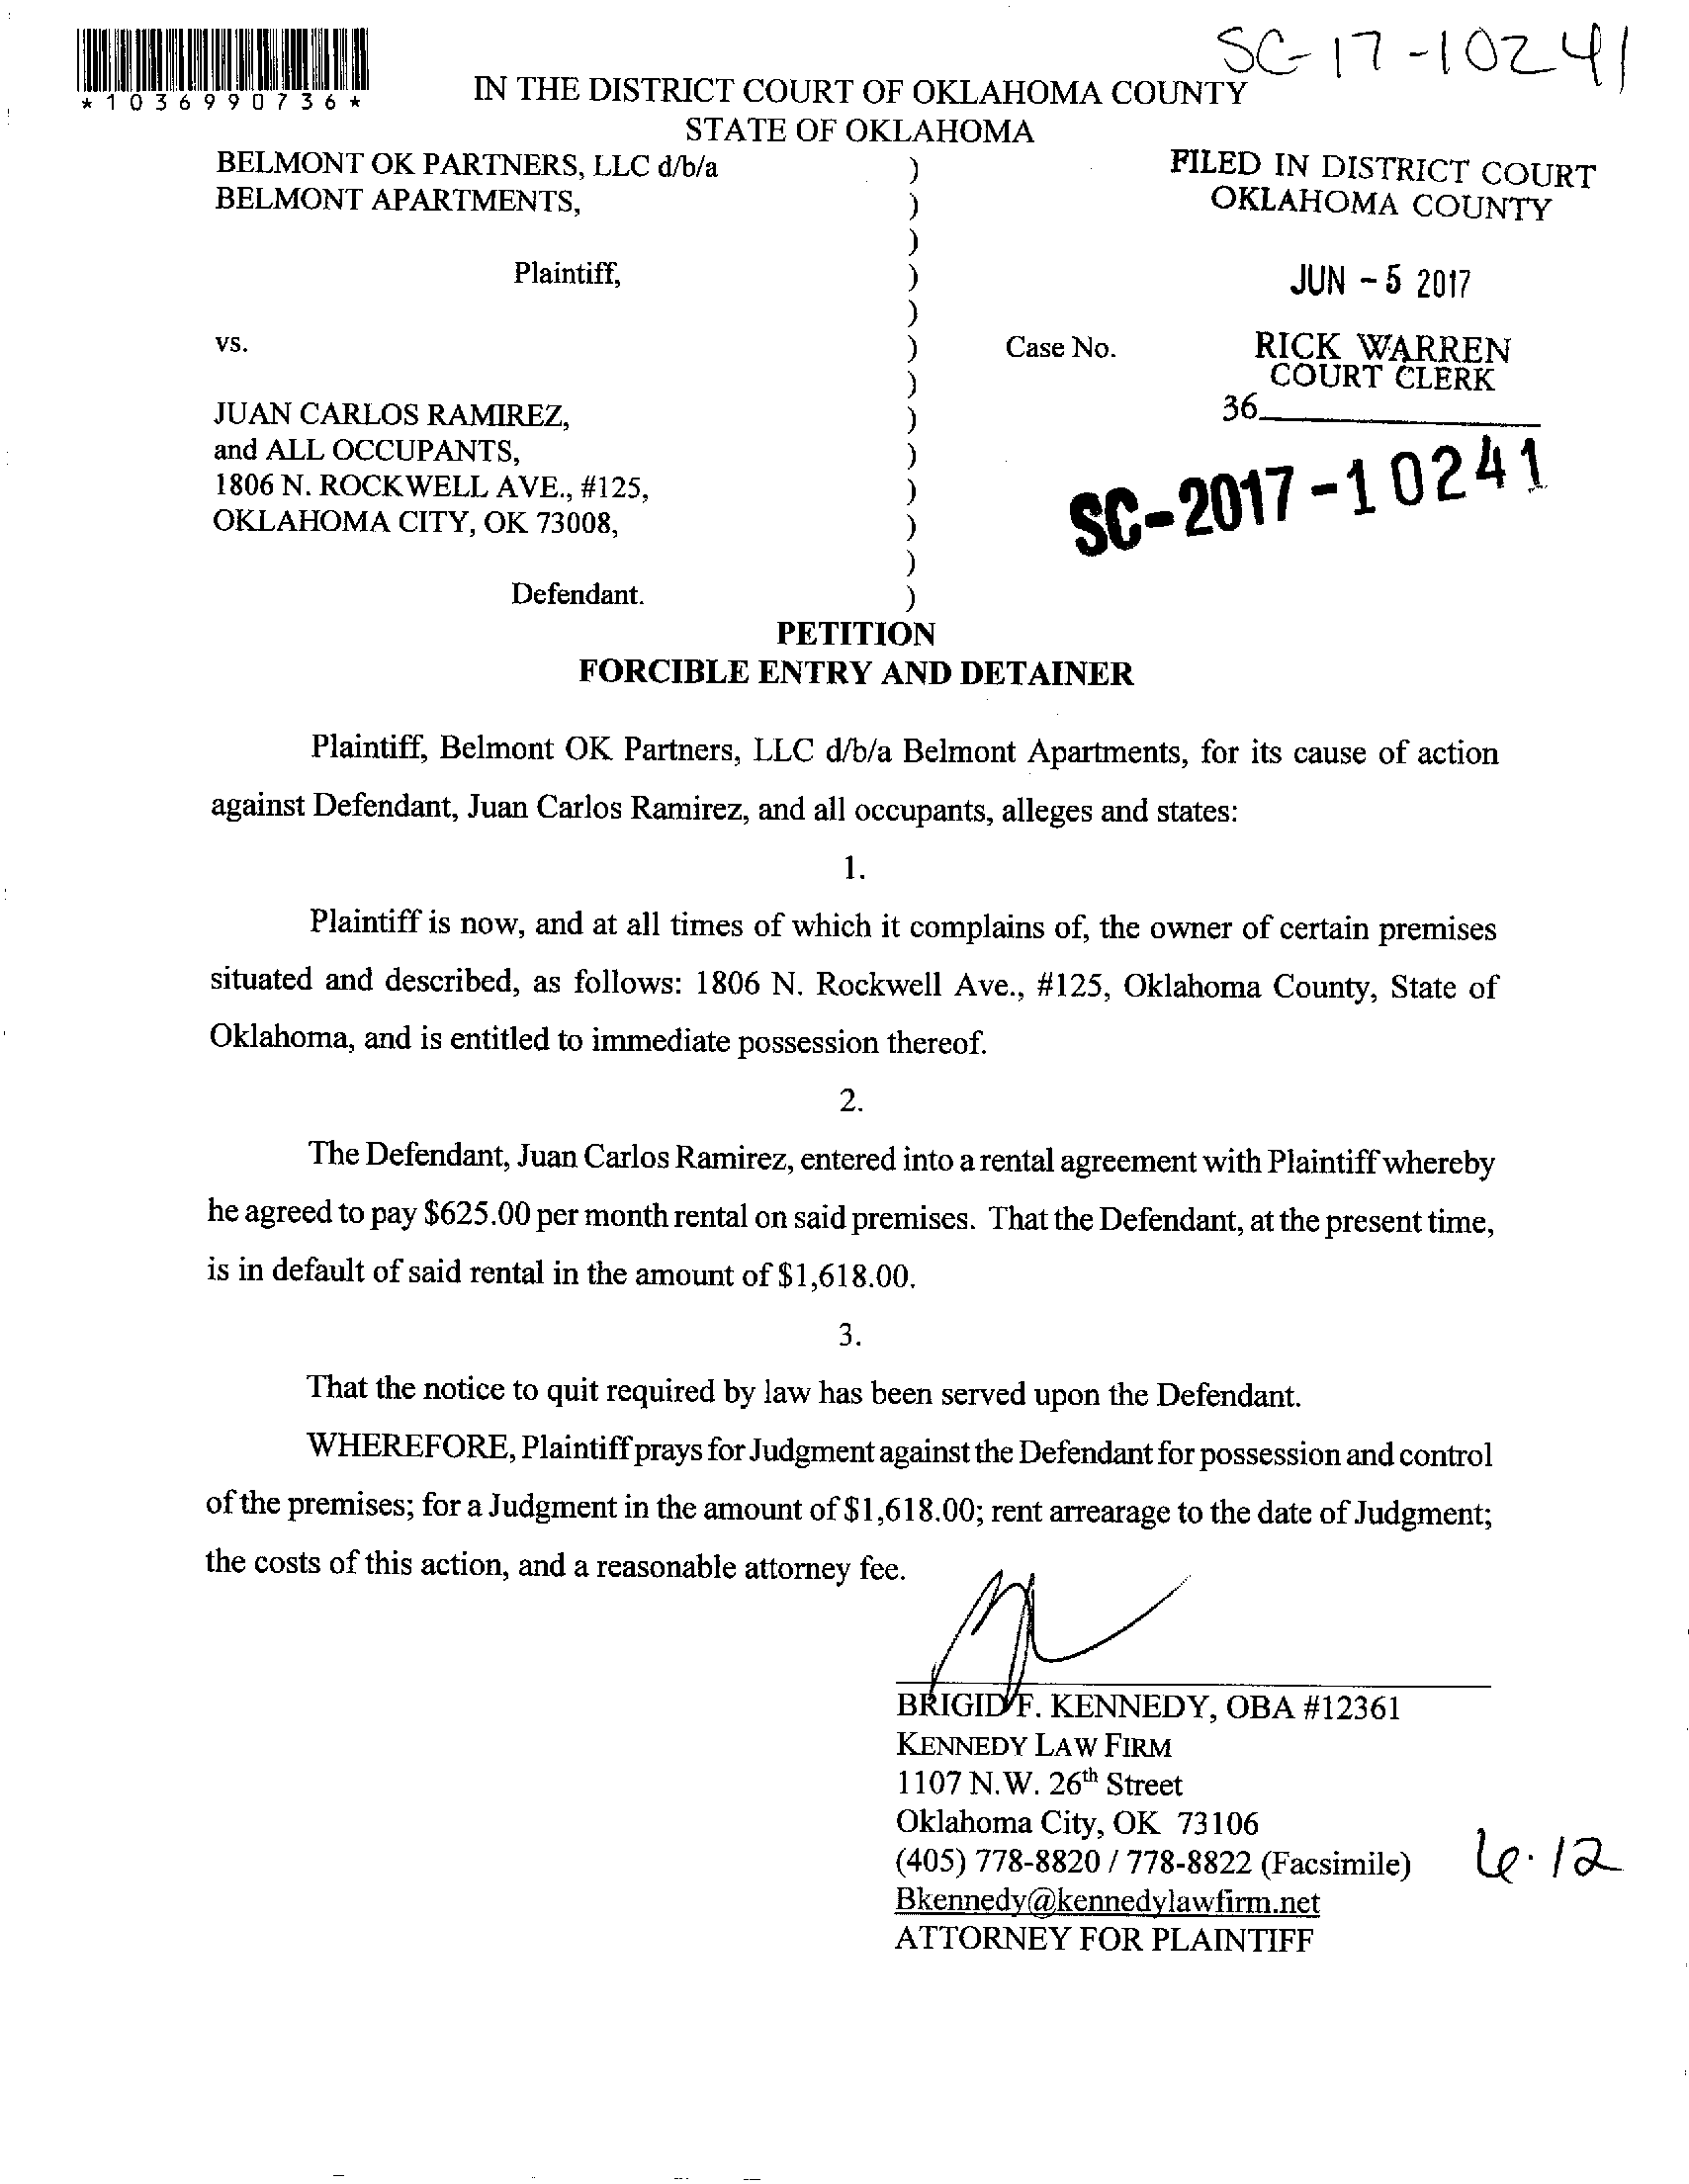 SC-17-10241
*1036990736*
IN THE DISTRICT COURT OF OKLAHOMA COUNTY
STATE OF OKLAHOMA
BELMONT OK PARTNERS, LLC d/b/a )
BELMONT APARTMENTS, )
)
Plaintiff, )
)
vs. ) Case No.
)
JUAN CARLOS RAMIREZ, )
and ALL OCCUPANTS, )
1806 N. ROCKWELL AVE., #125, )
OKLAHOMA CITY, OK 73008, )
)
Defendant. )
FILED IN DISTRICT COURT
OKLAHOMA COUNTY
JUN - 5 2017
RICK WARREN
COURT CLERK
36
SC-2017-10241
PETITION
FORCIBLE ENTRY AND DETAINER
Plaintiff, Belmont OK Partners, LLC d/b/a Belmont Apartments, for its cause of action
against Defendant, Juan Carlos Ramirez, and all occupants, alleges and states:
1.
Plaintiff is now, and at all times of which it complains of, the owner of certain premises
situated and described, as follows: 1806 N. Rockwell Ave., #125, Oklahoma County, State of
Oklahoma, and is entitled to immediate possession thereof.
2.
The Defendant, Juan Carlos Ramirez, entered into a rental agreement with Plaintiff whereby
he agreed to pay $625.00 per month rental on said premises. That the Defendant, at the present time,
is in default of said rental in the amount of $1,618.00.
3.
That the notice to quit required by law has been served upon the Defendant.
WHEREFORE, Plaintiff prays for Judgment against the Defendant for possession and control
of the premises; for a Judgment in the amount of $1,618.00; rent arrearage to the date of Judgment;
the costs of this action, and a reasonable attorney fee.
BRIGID F. KENNEDY, OBA #12361
KENNEDY LAW FIRM
1107 N.W. 26th Street
Oklahoma City, OK 73106
(405) 778-8820 / 778-8822 (Facsimile)
Bkennedy@kennedylawfirm.net
ATTORNEY FOR PLAINTIFF
6.12